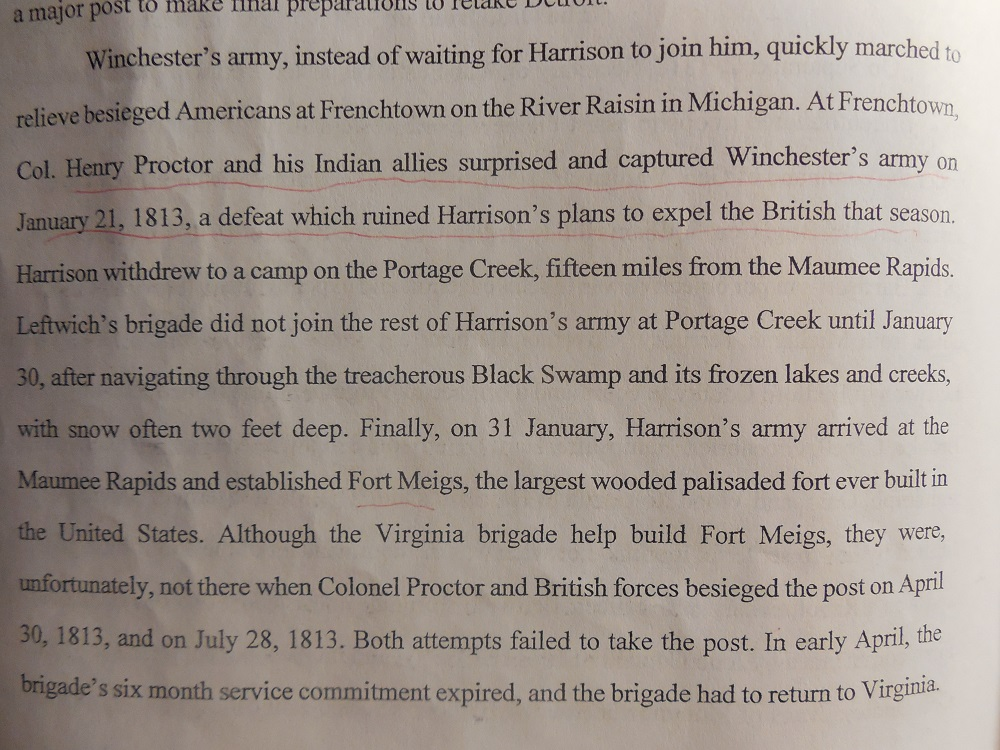 a major post to make final preparations to retake Detroit.
Winchester's army, instead of waiting for Harrison to join him, quickly marched to
relieve besieged Americans at Frenchtown on the River Raisin in Michigan. At Frenchtown,
Col. Henry Proctor and his Indian allies surprised and captured Winchester's army on
January 21, 1813, a defeat which ruined Harrison's plans to expel the British that season.
Harrison withdrew to a camp on the Portage Creek, fifteen miles from the Maumee Rapids.
Leftwich's brigade did not join the rest of Harrison's army at Portage Creek until January
30, after navigating through the treacherous Black Swamp and its frozen lakes and creeks,
with snow often two feet deep. Finally, on 31 January, Harrison's army arrived at the
Maumee Rapids and established Fort Meigs, the largest wooded palisaded fort ever built in
the United States. Although the Virginia brigade help build Fort Meigs, they were,
unfortunately, not there when Colonel Proctor and British forces besieged the post on April
30, 1813, and on July 28, 1813. Both attempts failed to take the post. In early April, the
brigade's six month service commitment expired, and the brigade had to return to Virginia.